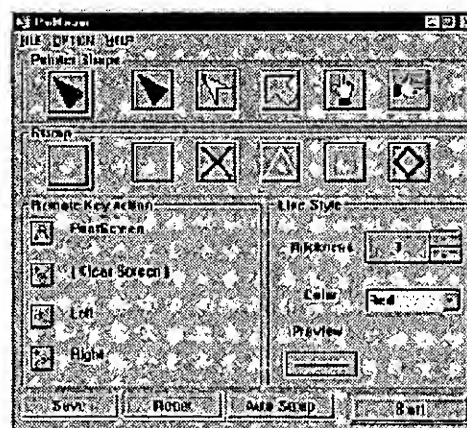 FILE OPTION HELP
Pointer Shape
Stamp
Remote Key Action
Line Style
PrintScreen
Thickness 3
[Clear Screen]
Color Red
Left
Preview
Right
Save Reset Auto Setup Start